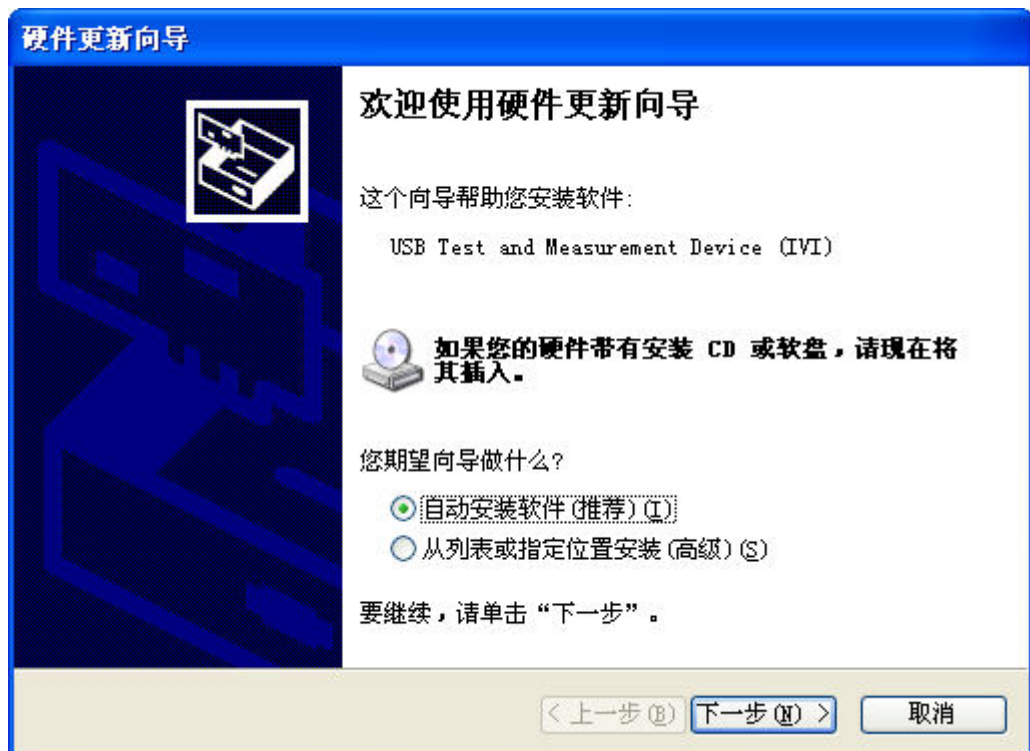 硬件更新向导
欢迎使用硬件更新向导
这个向导帮助您安装软件:
USB Test and Measurement Device (IVI)
如果您的硬件带有安装 CD 或软盘，请现在将
其插入。
您期望向导做什么?
自动安装软件(推荐)(I)
从列表或指定位置安装(高级)(S)
要继续，请单击“下一步”。
< 上一步(B) 下一步(N) > 取消